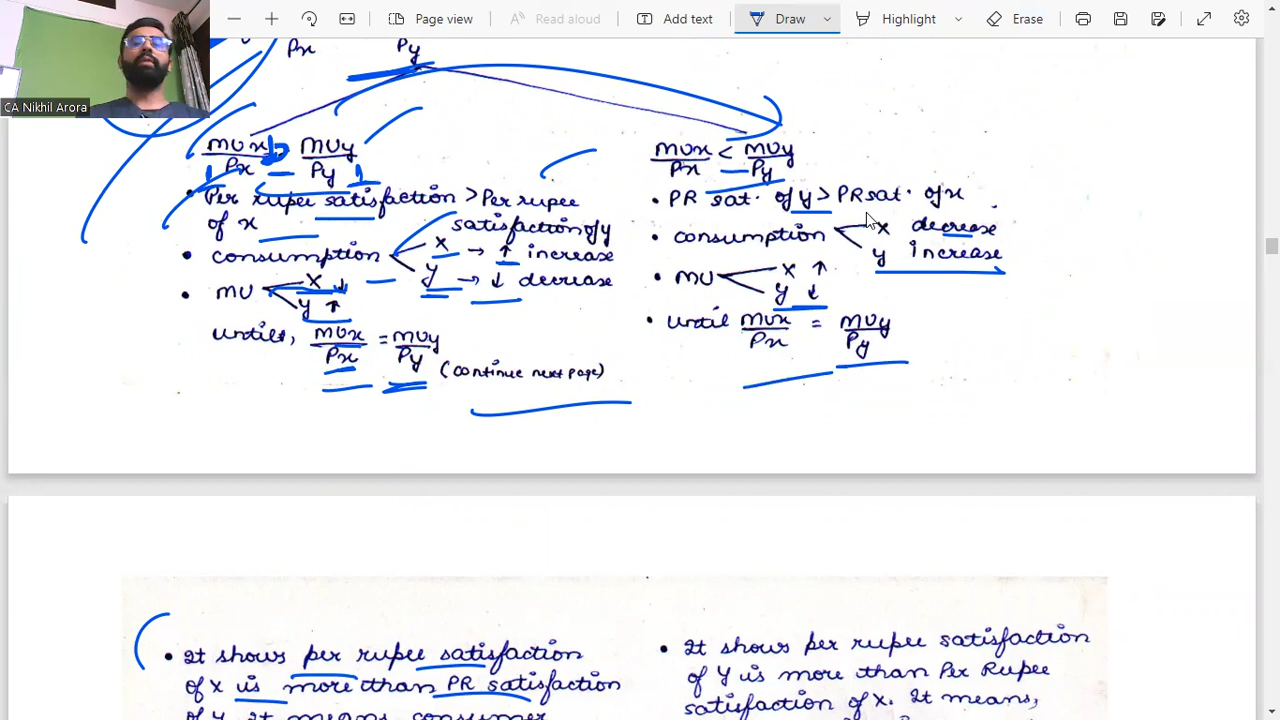 Page view
Read aloud
Add text
Draw
Highlight
Erase
CA Nikhil Arora
Px
Py
MUx > MUy
Px Py
• Per rupee satisfaction > Per rupee
of x satisfaction of y
• consumption x → ↑ increase
y → ↓ decrease
• MU x ↓
y ↑
until, MUx = MUy
Px Py
(continue next page)
MUx < MUy
Px Py
• PR sat. of y > PR sat. of x
• consumption x decrease
y increase
• MU x ↑
y ↓
• until MUx = MUy
Px Py
• It shows per rupee satisfaction
of x is more than PR satisfaction
of y. It means consumer
• It shows per rupee satisfaction
of Y is more than Per Rupee
satisfaction of x. It means,